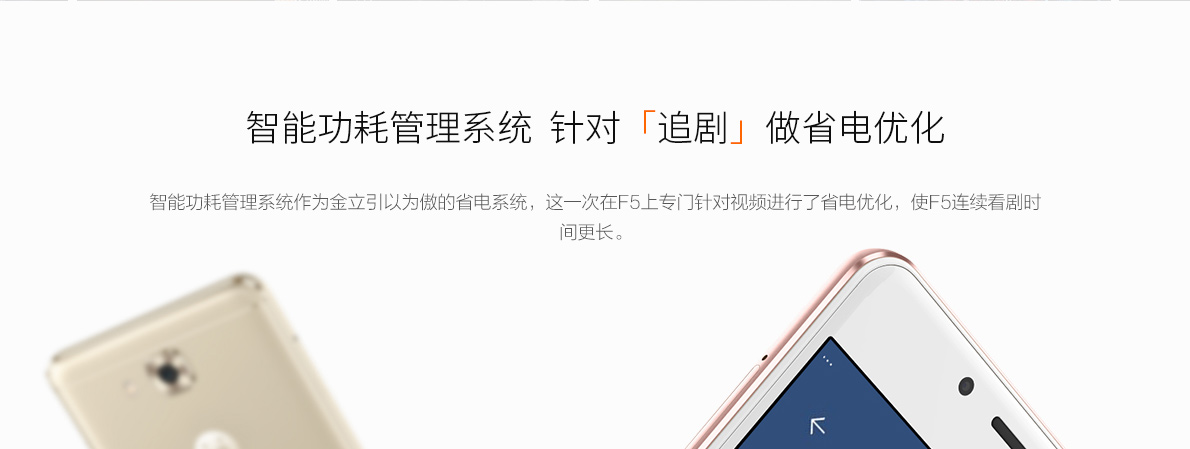 智能功耗管理系统 针对「追剧」做省电优化
智能功耗管理系统作为金立引以为傲的省电系统，这一次在F5上专门针对视频进行了省电优化，使F5连续看剧时
间更长。